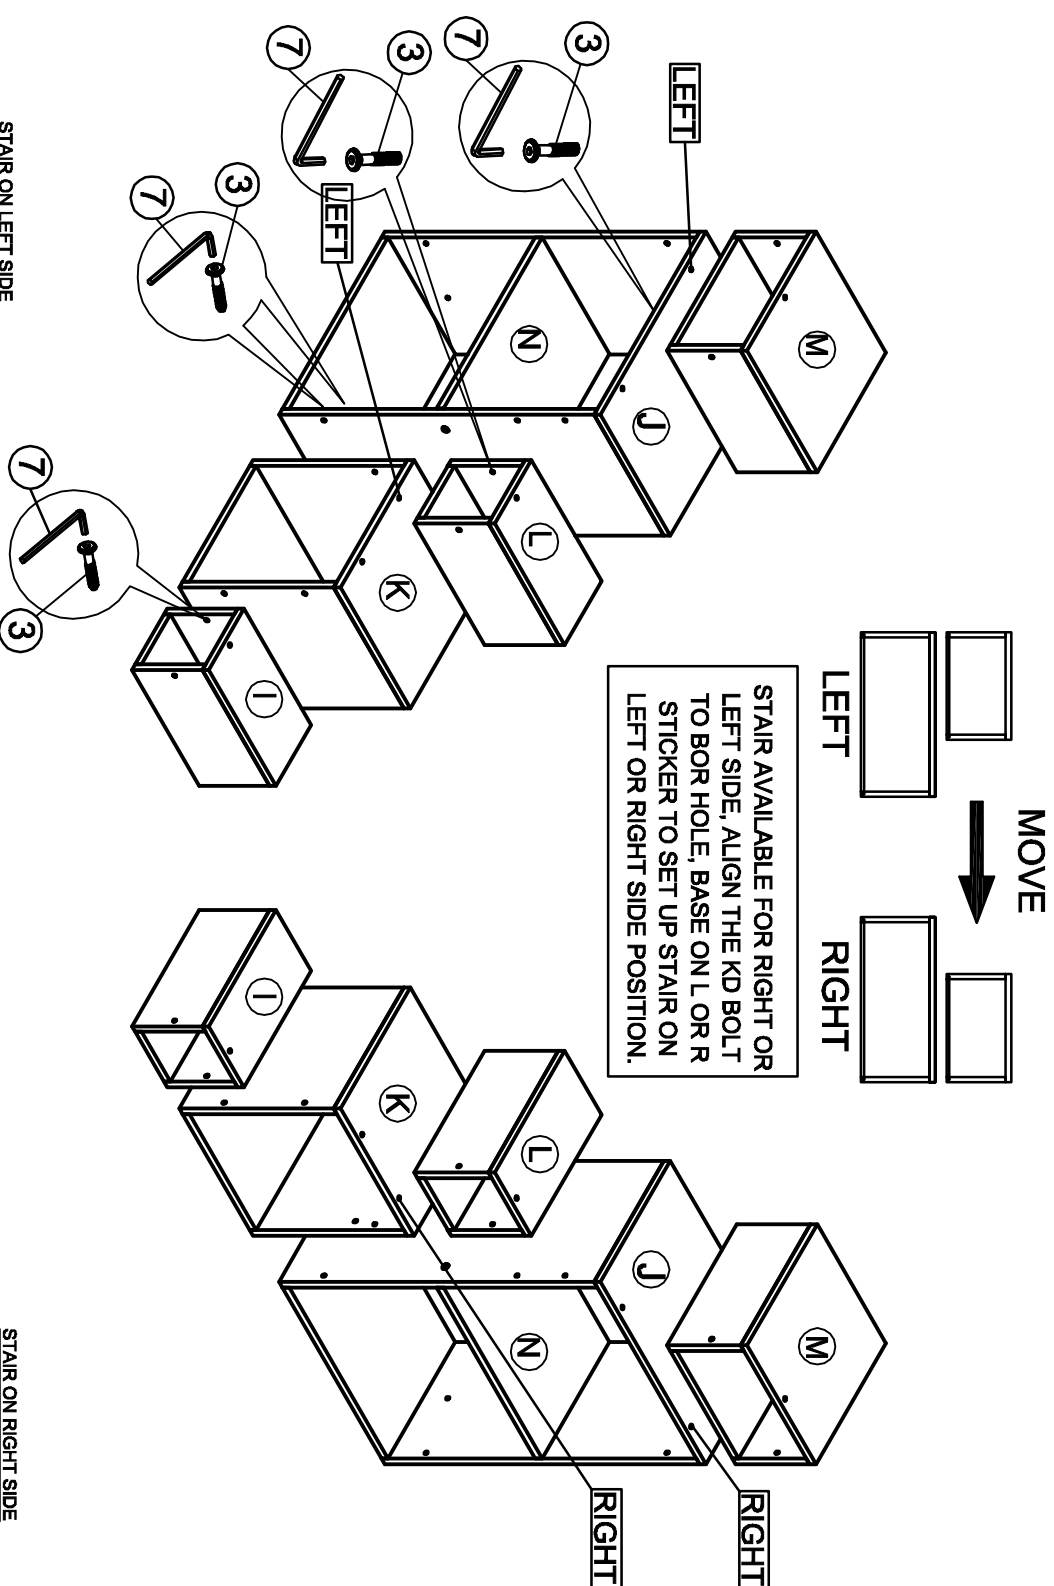 MOVE
LEFT
RIGHT
STAIR AVAILABLE FOR RIGHT OR
LEFT SIDE, ALIGN THE KD BOLT
TO BOR HOLE, BASE ON L OR R
STICKER TO SET UP STAIR ON
LEFT OR RIGHT SIDE POSITION.
LEFT
3
7
3
7
LEFT
3
7
7
3
M
J
N
L
K
I
M
J
N
L
K
I
RIGHT
RIGHT
STAIR ON LEFT SIDE
STAIR ON RIGHT SIDE